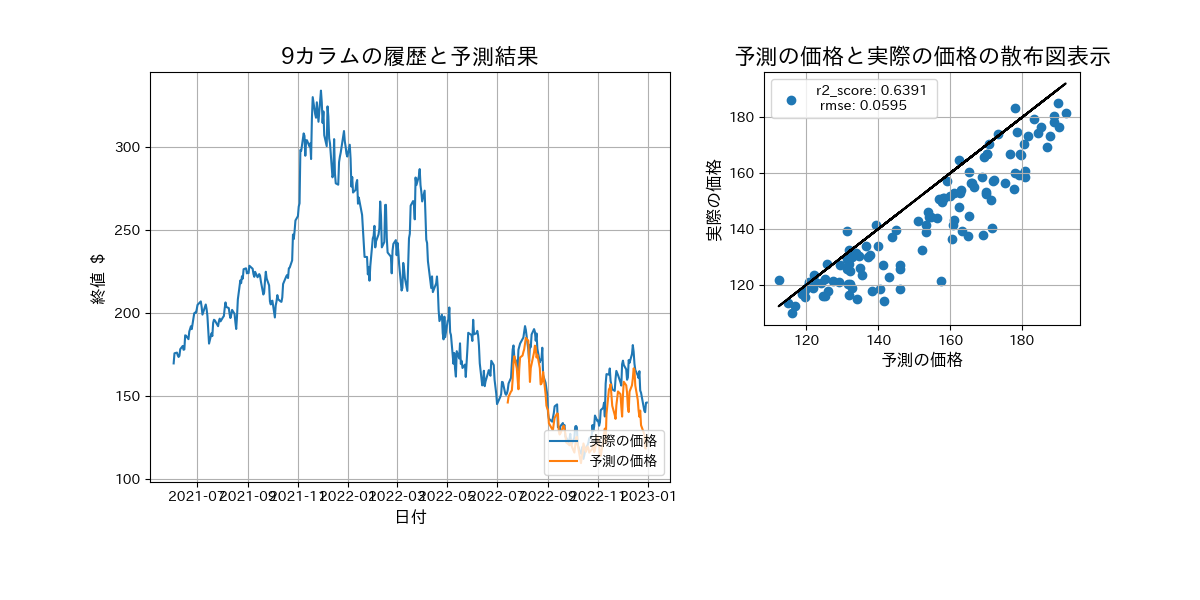 9カラムの履歴と予測結果
300
250
200
150
100
終値 $
2021-07
2021-09
2021-11
2022-01
2022-03
2022-05
2022-07
2022-09
2022-11
2023-01
日付
実際の価格
予測の価格
予測の価格と実際の価格の散布図表示
r2_score: 0.6391
rmse: 0.0595
180
160
140
120
実際の価格
120 140 160 180
予測の価格